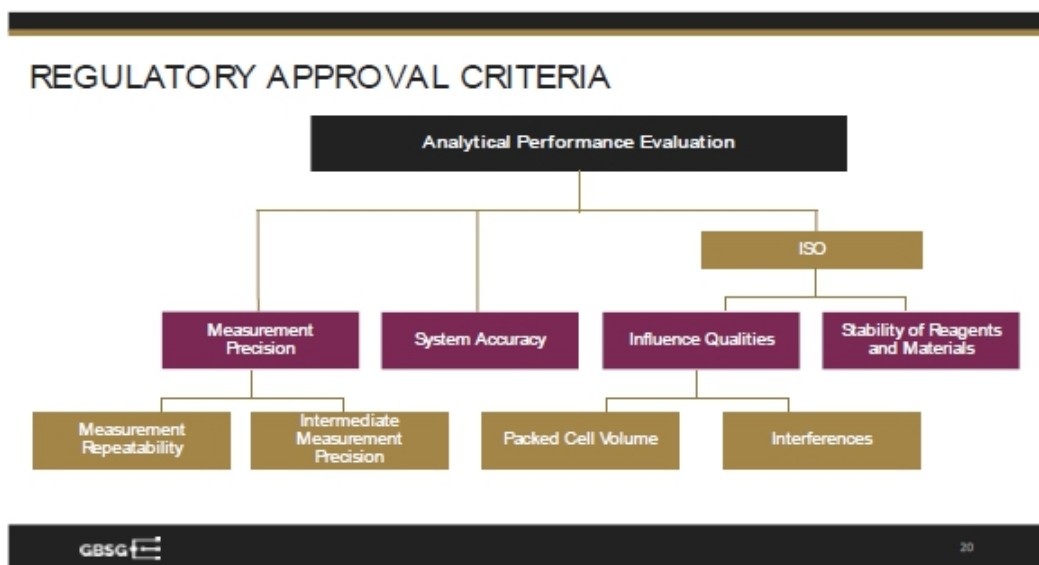 REGULATORY APPROVAL CRITERIA
Analytical Performance Evaluation
ISO
Measurement
Precision
System Accuracy
Influence Qualities
Stability of Reagents
and Materials
Measurement
Repeatability
Intermediate
Measurement
Precision
Packed Cell Volume
Interferences
GBSG
20